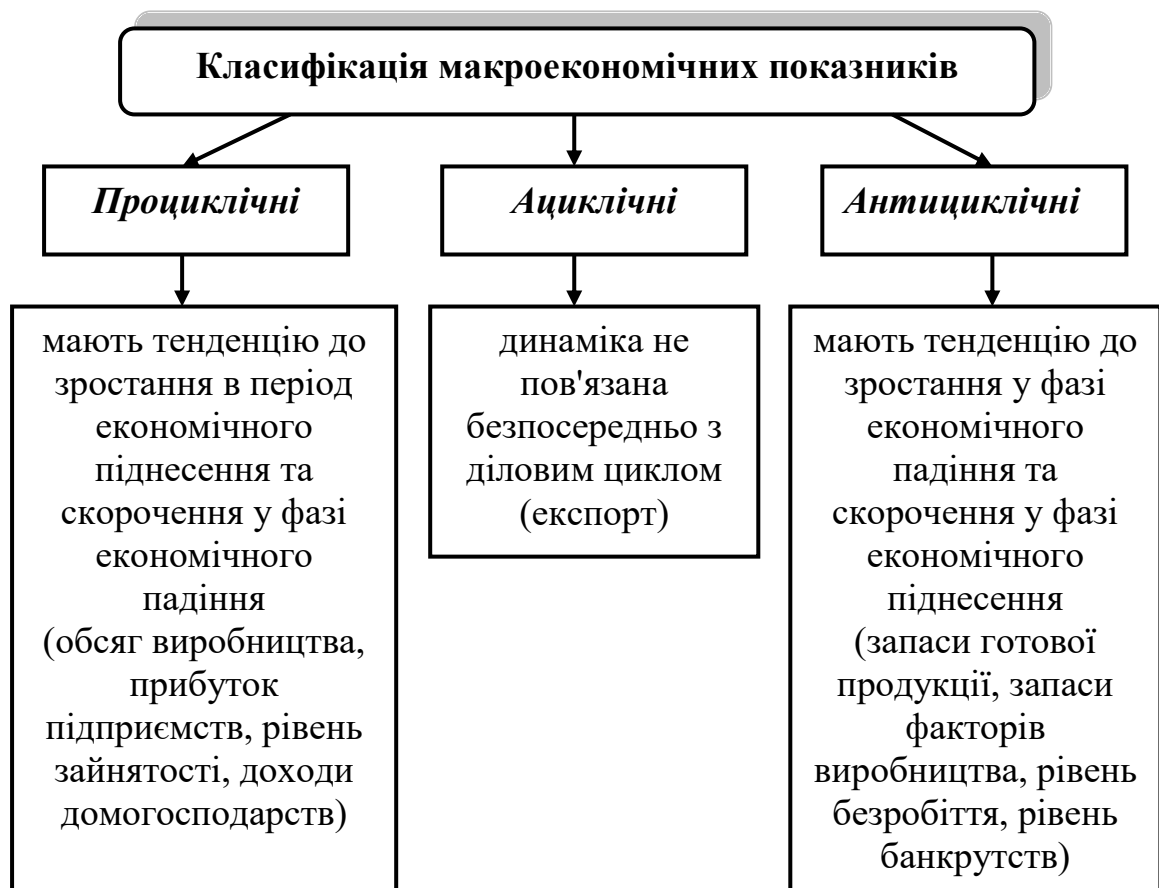 Класифікація макроекономічних показників
Проциклічні
Ациклічні
Антициклічні
мають тенденцію до
зростання в період
економічного
піднесення та
скорочення у фазі
економічного
падіння
(обсяг виробництва,
прибуток
підприємств, рівень
зайнятості, доходи
домогосподарств)
динаміка не
пов'язана
безпосередньо з
діловим циклом
(експорт)
мають тенденцію до
зростання у фазі
економічного
падіння та
скорочення у фазі
економічного
піднесення
(запаси готової
продукції, запаси
факторів
виробництва, рівень
безробіття, рівень
банкрутств)